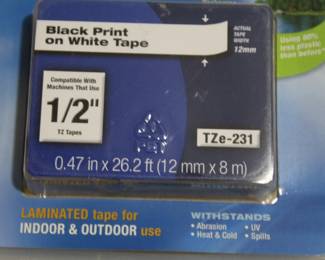 Black Print
on White Tape
ACTUAL
TAPE
WIDTH
12mm
Using 80%
less plastic
than before*
Compatible With
Machines That Use
1/2"
TZ Tapes
TZe-231
0.47 in x 26.2 ft (12 mm x 8 m)
LAMINATED tape for
INDOOR & OUTDOOR use
WITHSTANDS
• Abrasion • UV
• Heat & Cold • Spills